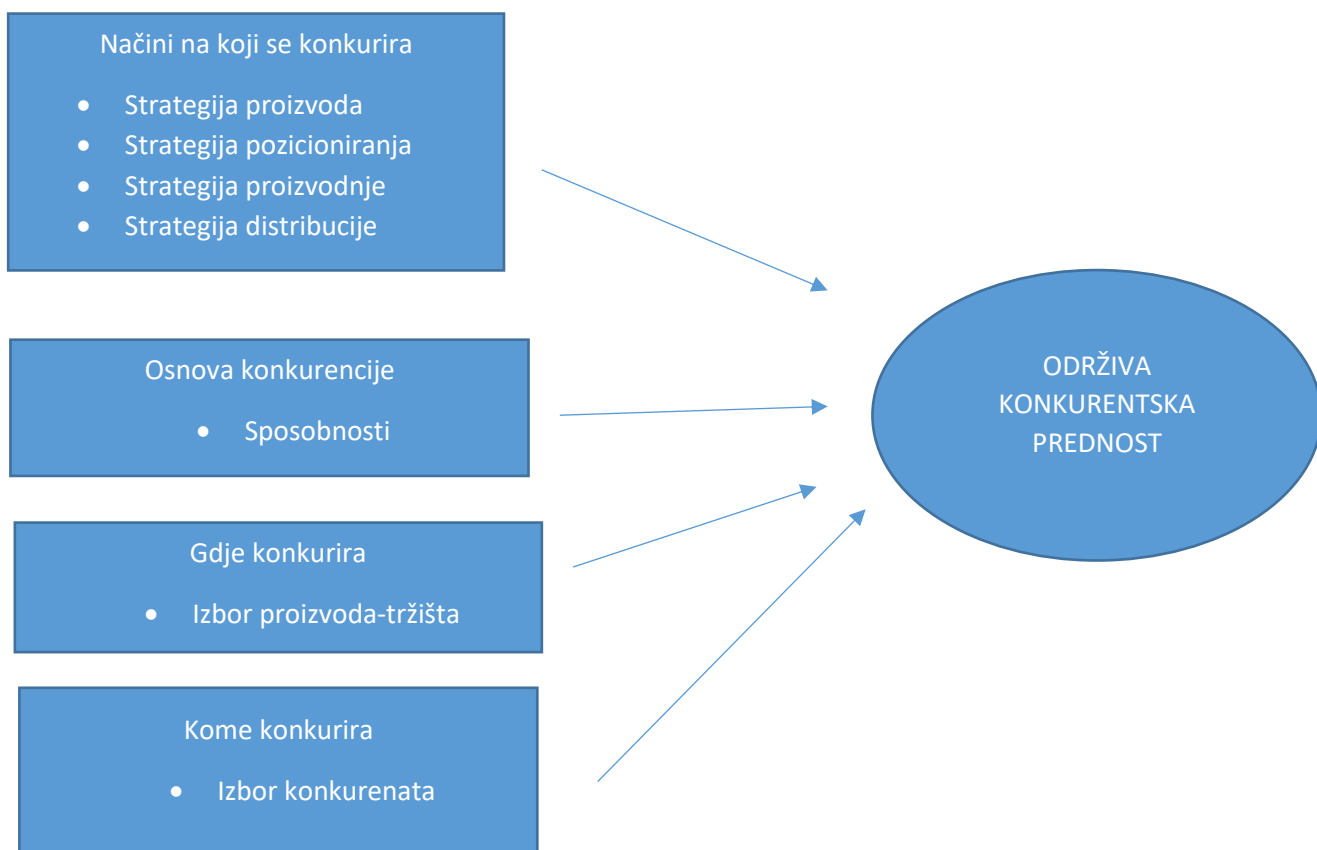 Načini na koji se konkurira
• Strategija proizvoda
• Strategija pozicioniranja
• Strategija proizvodnje
• Strategija distribucije
Osnova konkurencije
• Sposobnosti
Gdje konkurira
• Izbor proizvoda-tržišta
Kome konkurira
• Izbor konkurenata
ODRŽIVA
KONKURENTSKA
PREDNOST